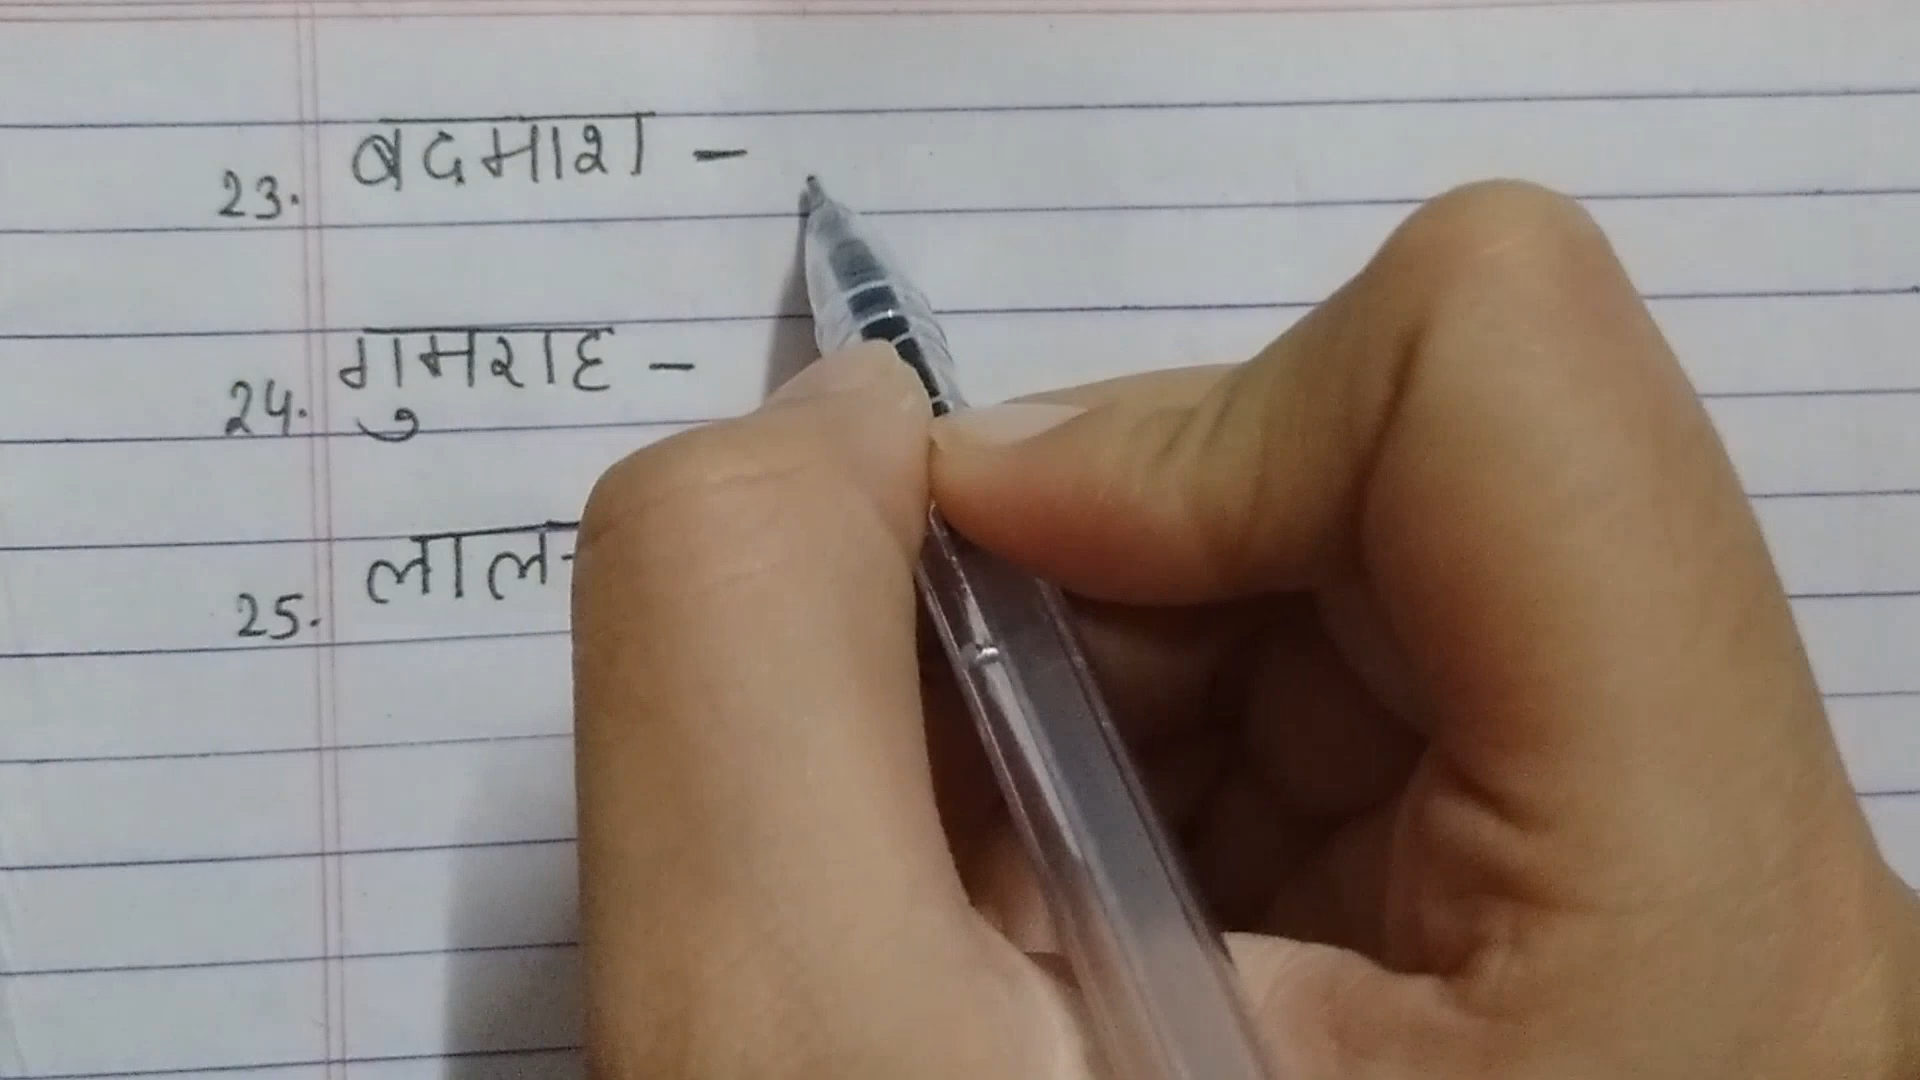 23. बदमाश -
24. गुमराह -
25. लाल